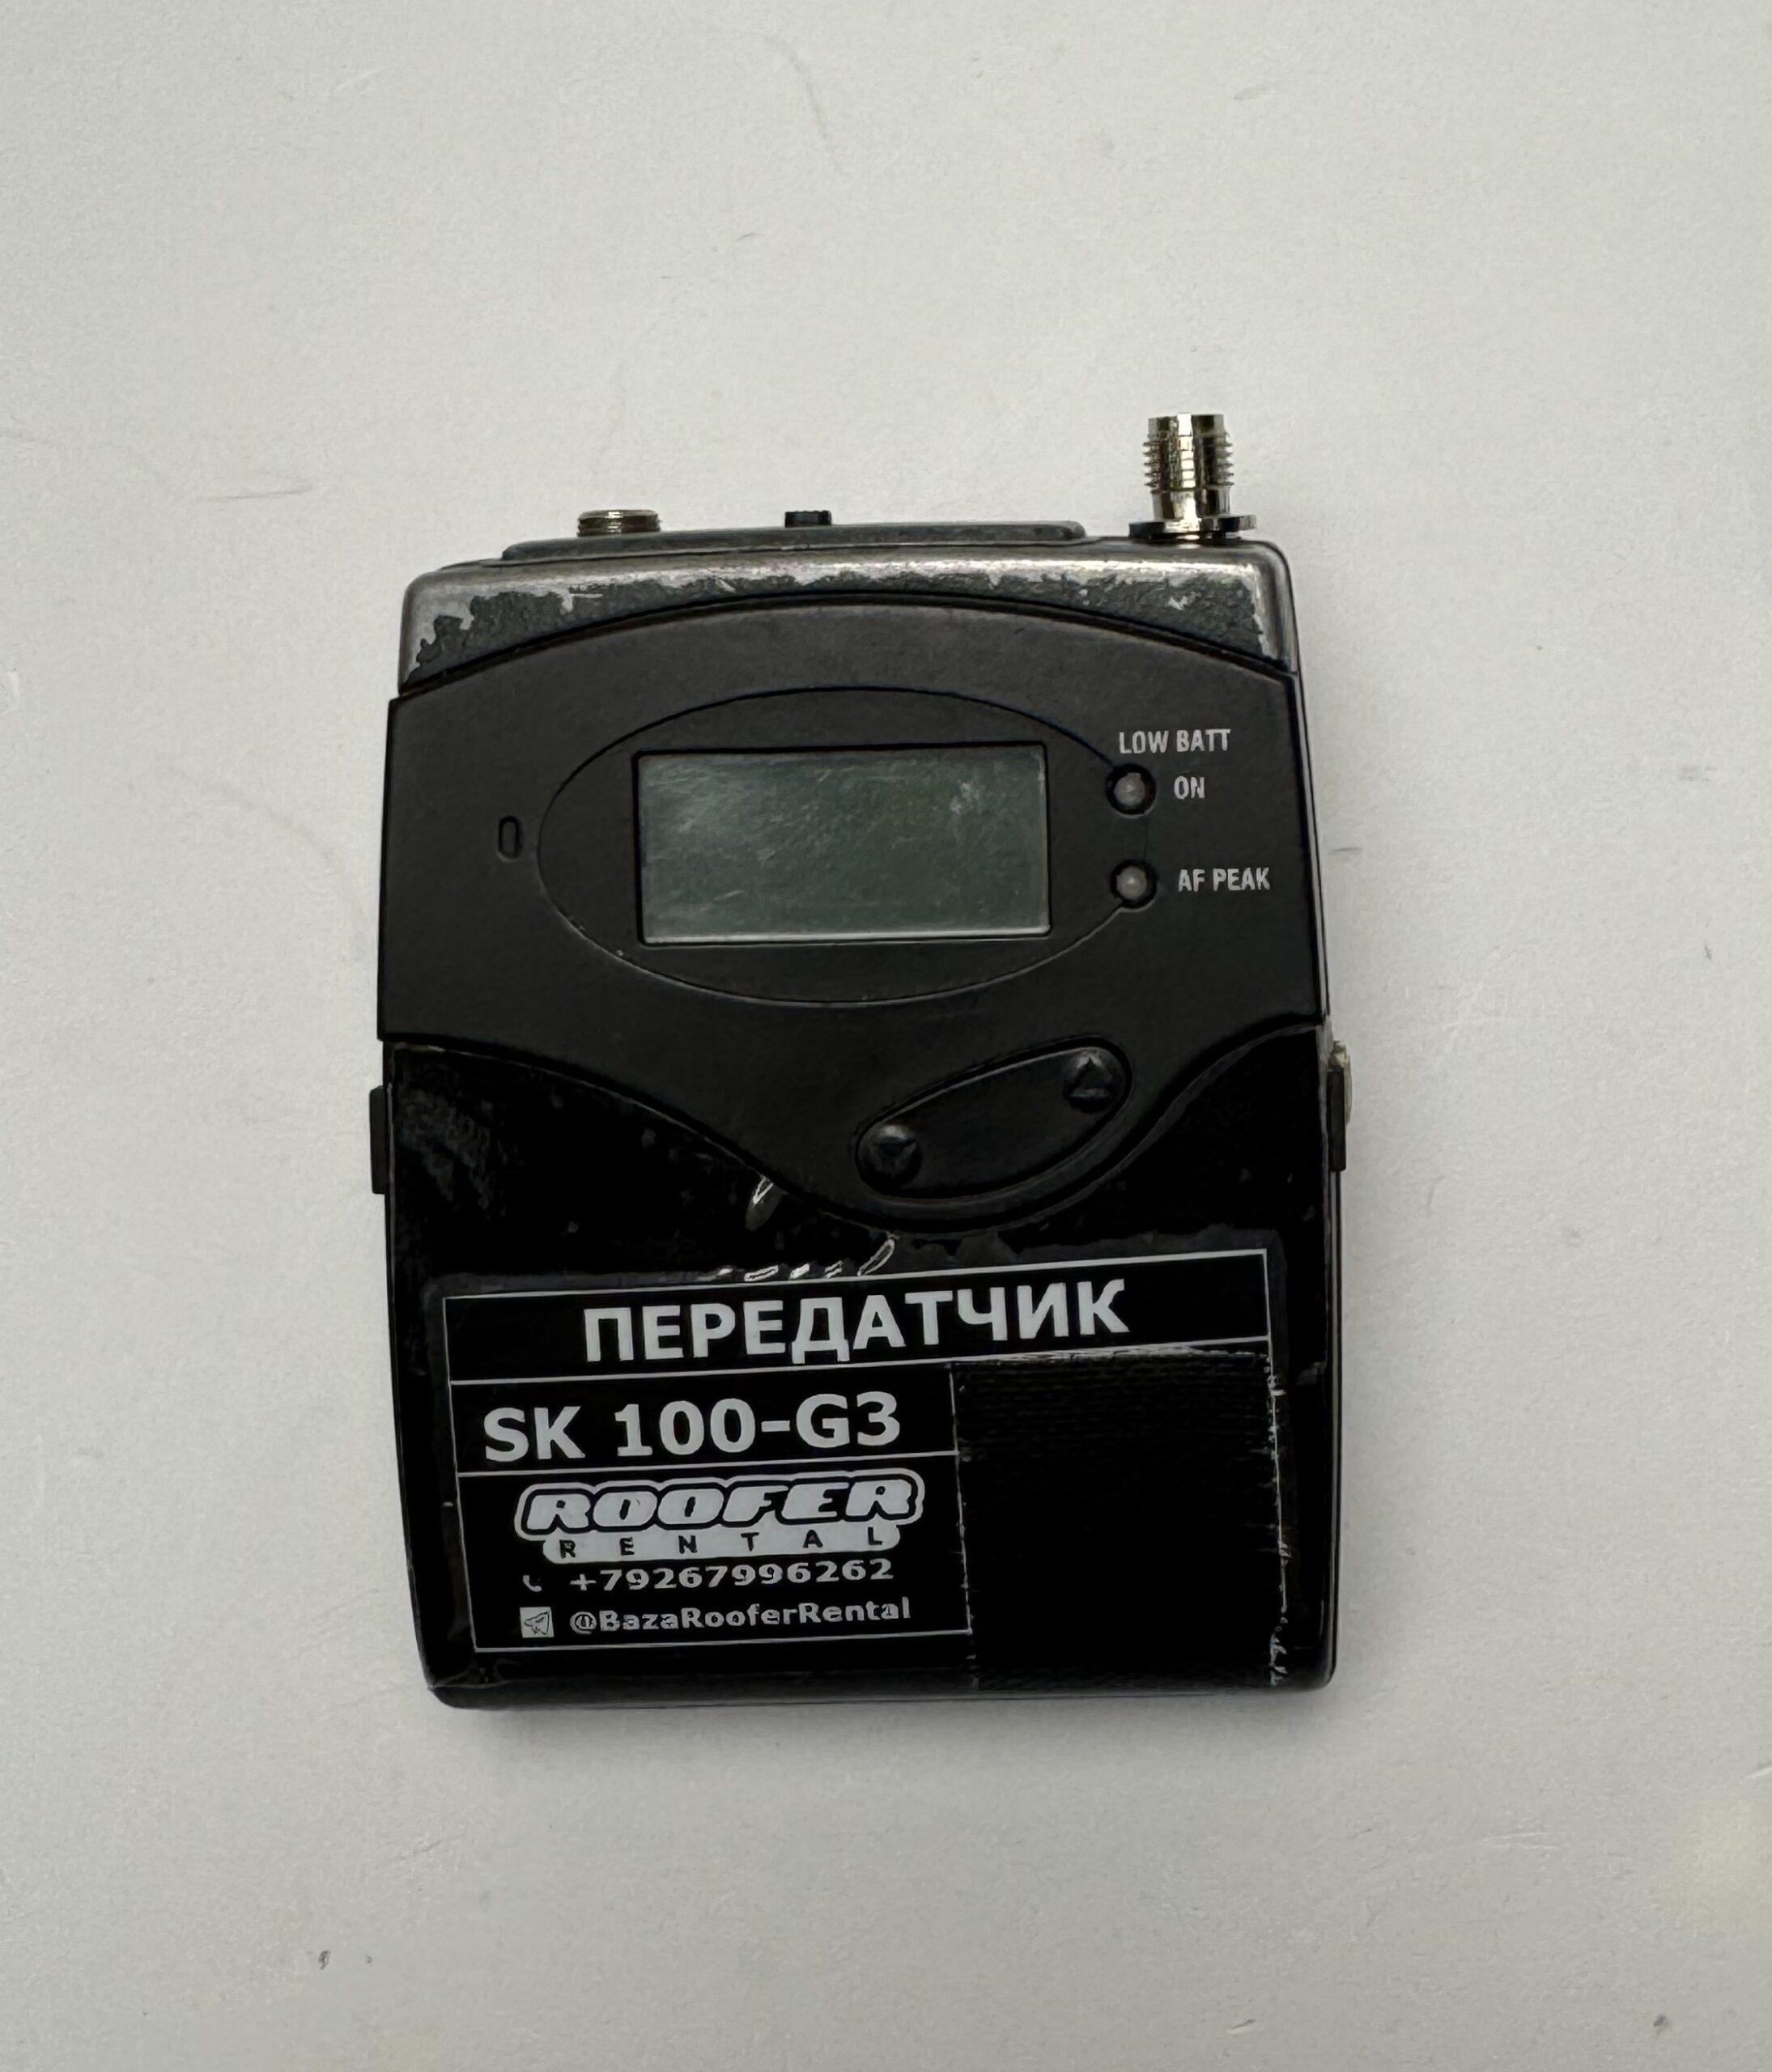 LOW BATT
ON
AF PEAK
ПЕРЕДАТЧИК
SK 100-G3
ROOFER
RENTAL
+79267996262
@BazaRooferRental